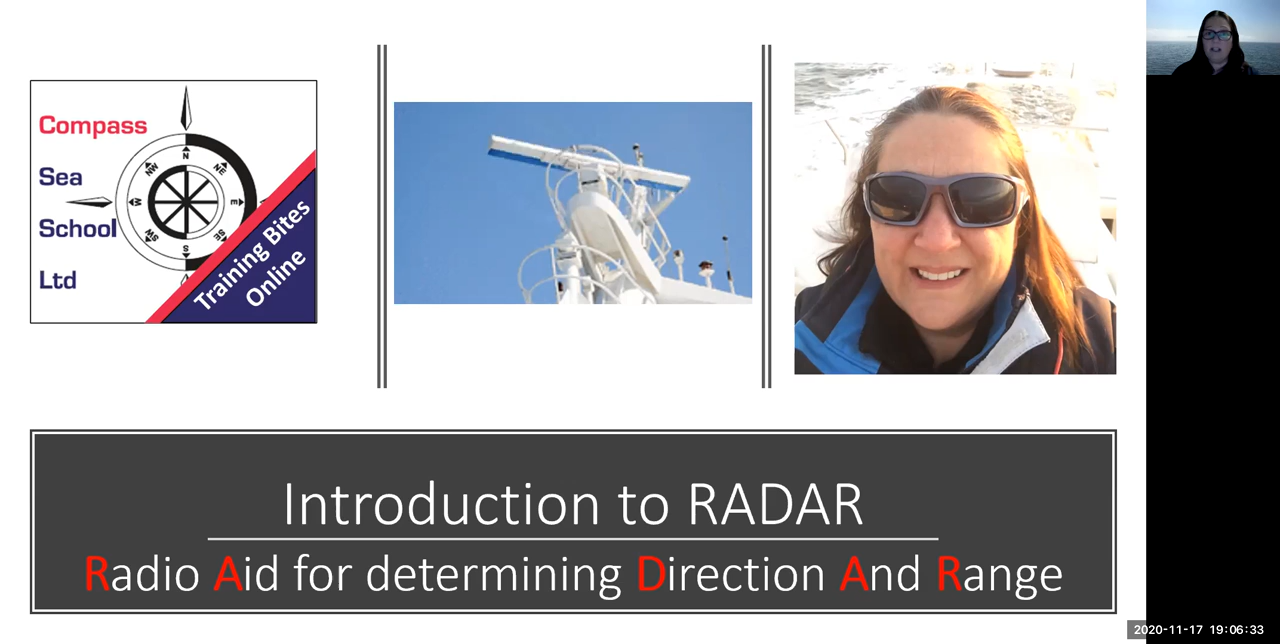 Compass
Sea
School
Ltd
N
NE
E
SE
S
SW
W
NW
Training Bites
Online
Introduction to RADAR
Radio Aid for determining Direction And Range
2020-11-17 19:06:33